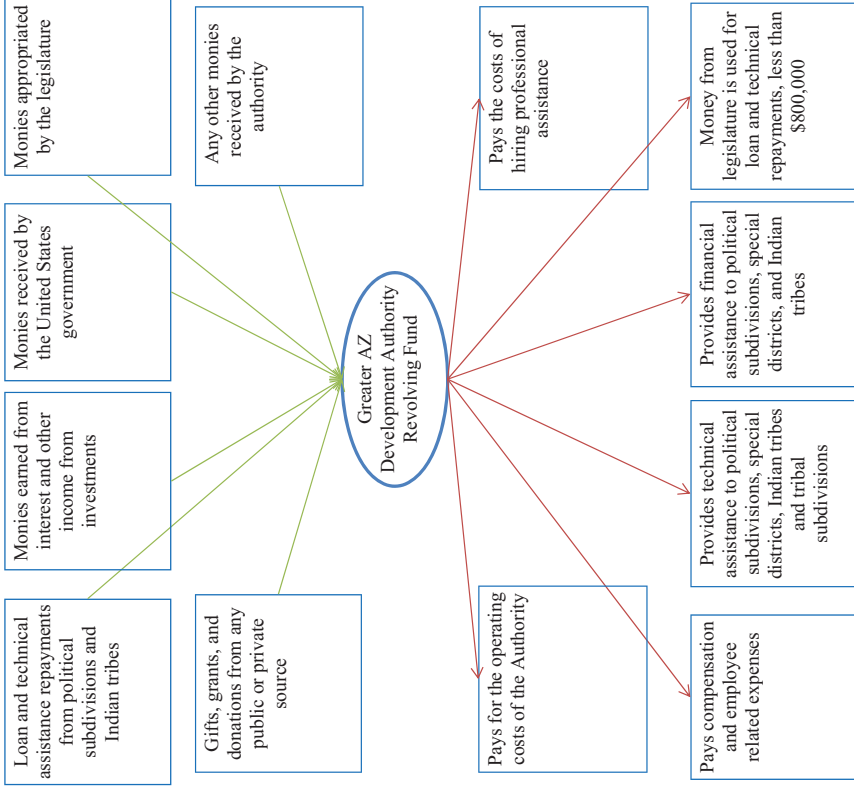 Loan and technical
assistance repayments
from political
subdivisions and
Indian tribes
Monies earned from
interest and other
income from
investments
Monies received by
the United States
government
Monies appropriated
by the legislature
Gifts, grants, and
donations from any
public or private
source
Any other monies
received by the
authority
Greater AZ
Development Authority
Revolving Fund
Pays for the operating
costs of the Authority
Pays the costs of
hiring professional
assistance
Pays compensation
and employee
related expenses
Provides technical
assistance to political
subdivisions, special
districts, Indian tribes
and tribal
subdivisions
Provides financial
assistance to political
subdivisions, special
districts, and Indian
tribes
Money from
legislature is used for
loan and technical
repayments, less than
$800,000